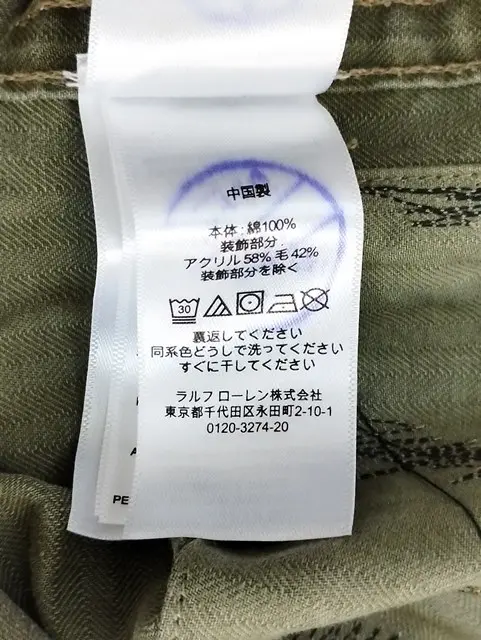 中国製
本体: 綿100%
装飾部分:
アクリル 58% 毛 42%
装飾部分を除く
30
裏返してください
同系色どうしで洗ってください
すぐに干してください
ラルフ ローレン株式会社
東京都千代田区永田町2-10-1
0120-3274-20
PE